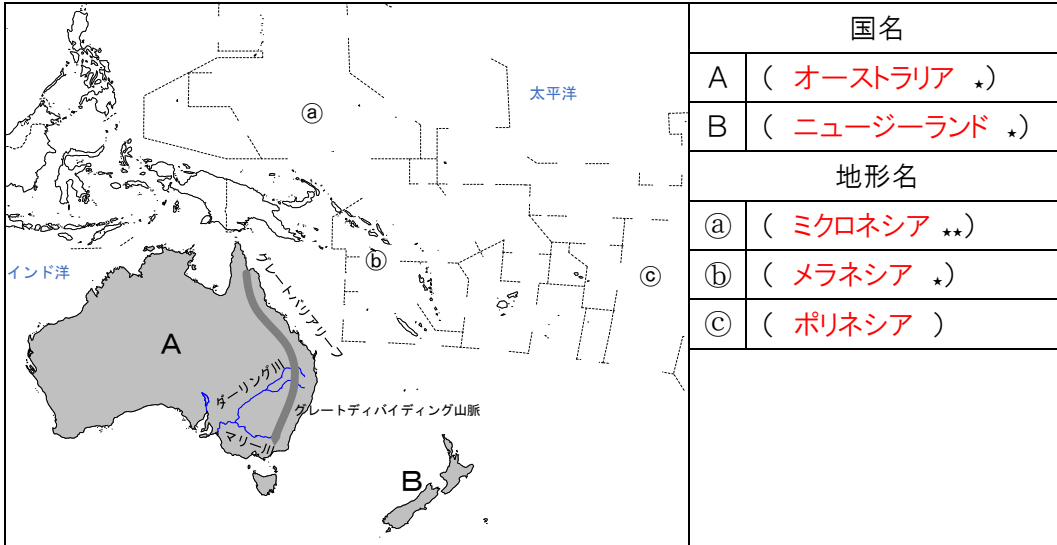 太平洋
ⓐ
ⓑ
ⓒ
インド洋
グレートバリアリーフ
A
ダーリング川
グレートディバイディング山脈
マリー川
B
国名
A ( オーストラリア ★)
B ( ニュージーランド ★)
地形名
ⓐ ( ミクロネシア ★★)
ⓑ ( メラネシア ★)
ⓒ ( ポリネシア )